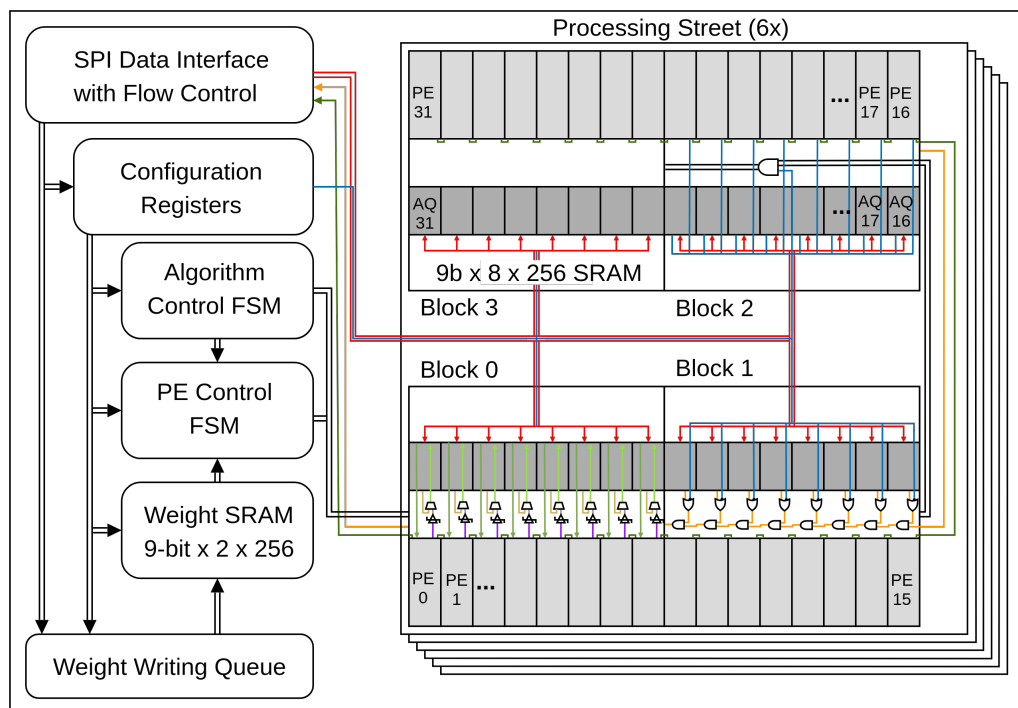 Processing Street (6x)
SPI Data Interface
with Flow Control
Configuration
Registers
Algorithm
Control FSM
PE Control
FSM
Weight SRAM
9-bit x 2 x 256
Weight Writing Queue
PE
31
...
PE
17
PE
16
AQ
31
...
AQ
17
AQ
16
9b x 8 x 256 SRAM
Block 3
Block 2
Block 0
Block 1
PE
0
PE
1
...
PE
15